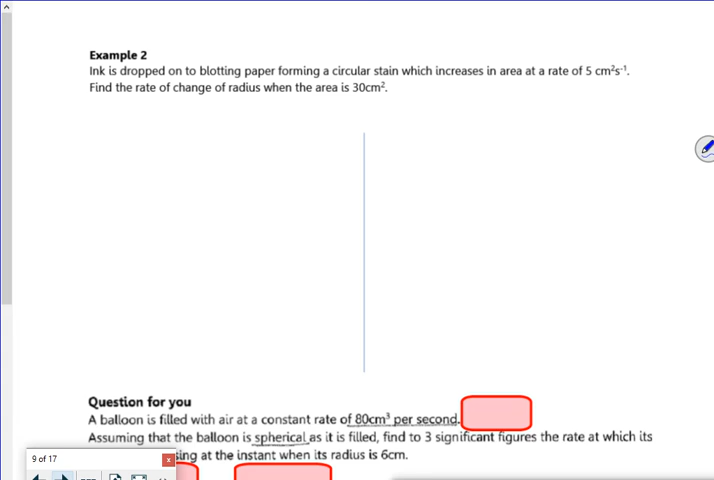 Example 2
Ink is dropped on to blotting paper forming a circular stain which increases in area at a rate of 5 cm²s⁻¹.
Find the rate of change of radius when the area is 30cm².
Question for you
A balloon is filled with air at a constant rate of 80cm³ per second.
Assuming that the balloon is spherical as it is filled, find to 3 significant figures the rate at which its
sing at the instant when its radius is 6cm.
9 of 17